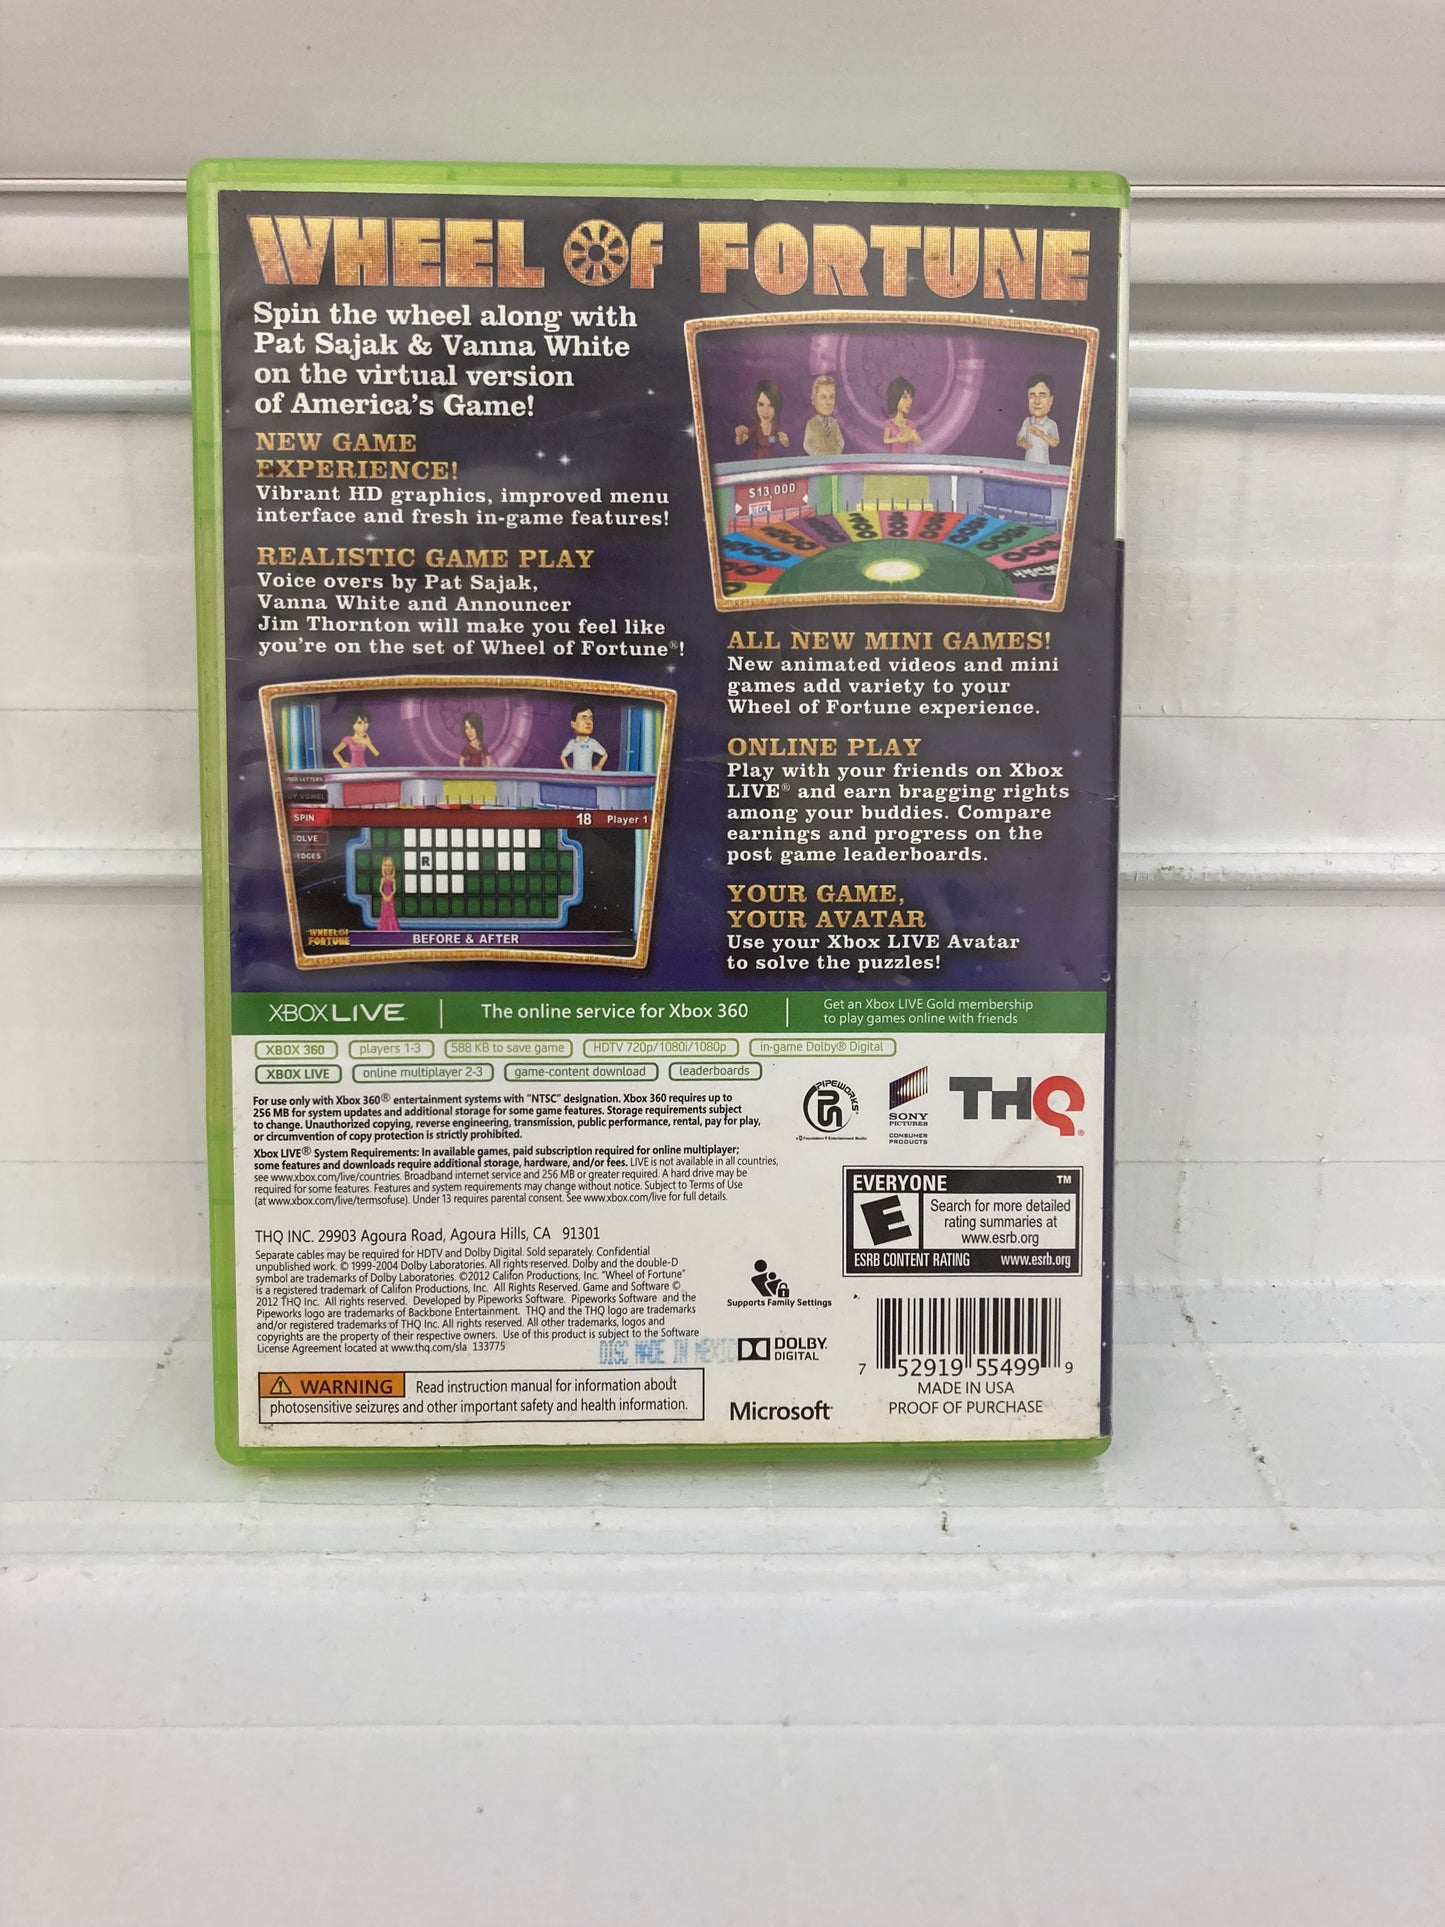 WHEEL OF FORTUNE
Spin the wheel along with
Pat Sajak & Vanna White
on the virtual version
of America's Game!
NEW GAME
EXPERIENCE!
Vibrant HD graphics, improved menu
interface and fresh in-game features!
REALISTIC GAME PLAY
Voice overs by Pat Sajak,
Vanna White and Announcer
Jim Thornton will make you feel like
you're on the set of Wheel of Fortune®!
$13,000
ALL NEW MINI GAMES!
New animated videos and mini
games add variety to your
Wheel of Fortune experience.
ONLINE PLAY
Play with your friends on Xbox
LIVE® and earn bragging rights
among your buddies. Compare
earnings and progress on the
post game leaderboards.
YOUR GAME,
YOUR AVATAR
Use your Xbox LIVE Avatar
to solve the puzzles!
SPIN
18 Player 1
R
WHEEL OF
FORTUNE
BEFORE & AFTER
XBOX LIVE
The online service for Xbox 360
Get an Xbox LIVE Gold membership
to play games online with friends
XBOX 360 players 1-3 588 KB to save game HDTV 720p/1080i/1080p in-game Dolby® Digital
XBOX LIVE online multiplayer 2-3 game-content download leaderboards
For use only with Xbox 360® entertainment systems with "NTSC" designation. Xbox 360 requires up to
256 MB for system updates and additional storage for some game features. Storage requirements subject
to change. Unauthorized copying, reverse engineering, transmission, public performance, rental, pay for play,
or circumvention of copy protection is strictly prohibited.
Xbox LIVE® System Requirements: In available games, paid subscription required for online multiplayer;
some features and downloads require additional storage, hardware, and/or fees. LIVE is not available in all countries,
see www.xbox.com/live/countries. Broadband internet service and 256 MB or greater required. A hard drive may be
required for some features. Features and system requirements may change without notice. Subject to Terms of Use
(at www.xbox.com/live/termsofuse). Under 13 requires parental consent. See www.xbox.com/live for full details.
PIPEWORKS
SONY
PICTURES
CONSUMER
PRODUCTS
THQ®
THQ INC. 29903 Agoura Road, Agoura Hills, CA 91301
Separate cables may be required for HDTV and Dolby Digital. Sold separately. Confidential
unpublished work. © 1999-2004 Dolby Laboratories. All rights reserved. Dolby and the double-D
symbol are trademarks of Dolby Laboratories. ©2012 Califon Productions, Inc. "Wheel of Fortune"
is a registered trademark of Califon Productions, Inc. All Rights Reserved. Game and Software ©
2012 THQ Inc. All rights reserved. Developed by Pipeworks Software. Pipeworks Software and the
Pipeworks logo are trademarks of Backbone Entertainment. THQ and the THQ logo are trademarks
and/or registered trademarks of THQ Inc. All rights reserved. All other trademarks, logos and
copyrights are the property of their respective owners. Use of this product is subject to the Software
License Agreement located at www.thq.com/sla 133775
DISC MADE IN MEXICO
WARNING Read instruction manual for information about
photosensitive seizures and other important safety and health information.
Supports Family Settings
DOLBY
DIGITAL
Microsoft
EVERYONE TM
E
Search for more detailed
rating summaries at
www.esrb.org
ESRB CONTENT RATING www.esrb.org
7 52919 55499 9
MADE IN USA
PROOF OF PURCHASE